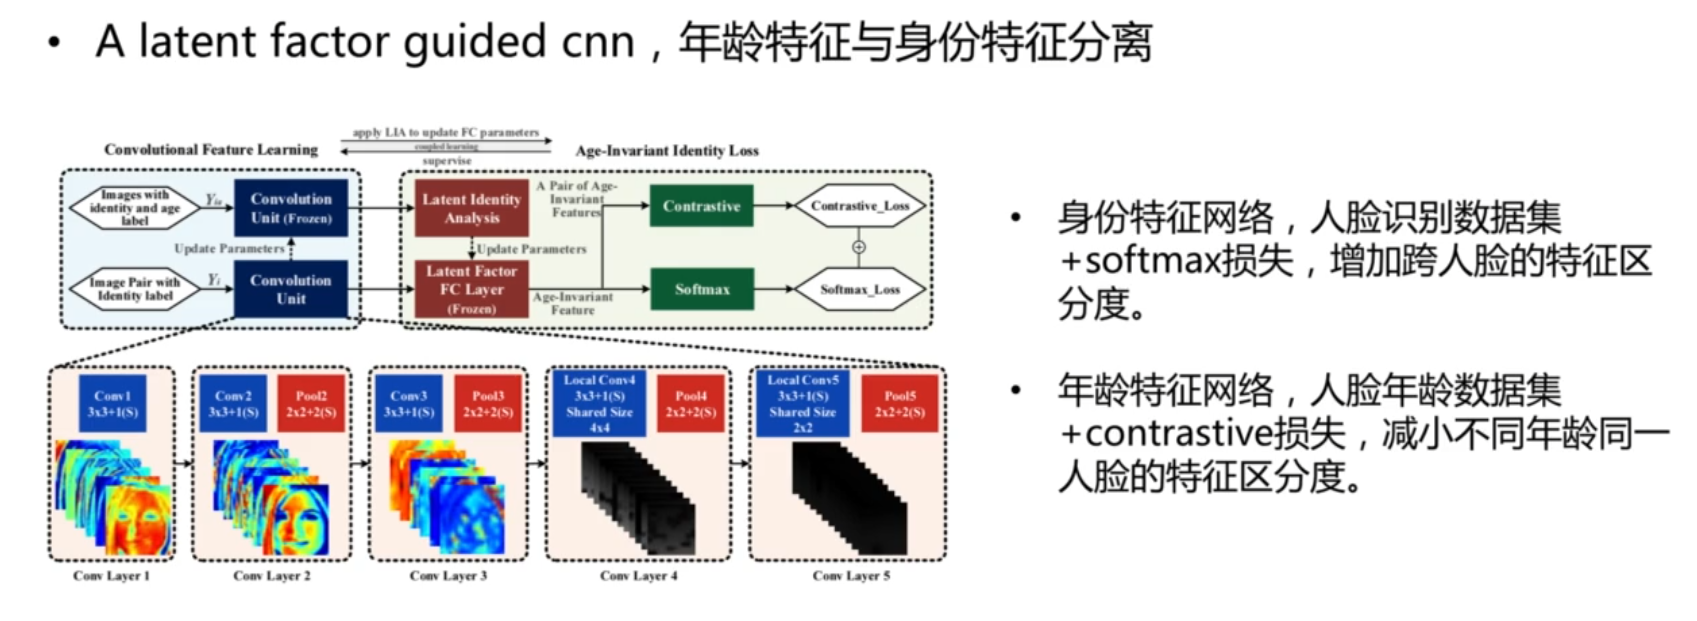 • A latent factor guided cnn，年龄特征与身份特征分离
apply LIA to update FC parameters
coupled learning
supervise
Convolutional Feature Learning
Age-Invariant Identity Loss
Images with
identity and age
label
Yia
Convolution
Unit (Frozen)
Latent Identity
Analysis
A Pair of Age-
Invariant
Features
Contrastive
Contrastive_Loss
Update Parameters
Update Parameters
Image Pair with
Identity label
Yi
Convolution
Unit
Latent Factor
FC Layer
(Frozen)
Age-Invariant
Feature
Softmax
Softmax_Loss
Conv1
3x3+1(S)
Conv2
3x3+1(S)
Pool2
2x2+2(S)
Conv3
3x3+1(S)
Pool3
2x2+2(S)
Local Conv4
3x3+1(S)
Shared Size
4x4
Pool4
2x2+2(S)
Local Conv5
3x3+1(S)
Shared Size
2x2
Pool5
2x2+2(S)
Conv Layer 1
Conv Layer 2
Conv Layer 3
Conv Layer 4
Conv Layer 5
• 身份特征网络，人脸识别数据集
+softmax损失，增加跨人脸的特征区
分度。
• 年龄特征网络，人脸年龄数据集
+contrastive损失，减小不同年龄同一
人脸的特征区分度。